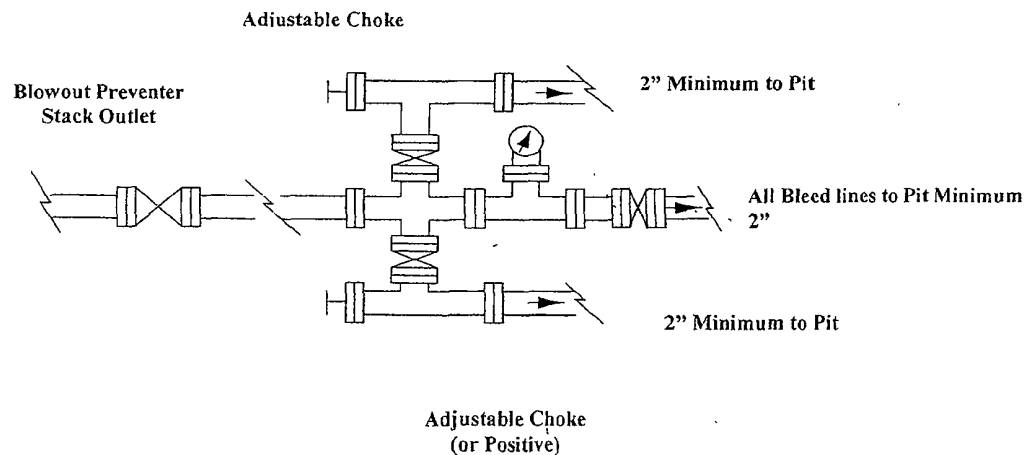 Adjustable Choke
Blowout Preventer
Stack Outlet
2" Minimum to Pit
All Bleed lines to Pit Minimum
2"
2" Minimum to Pit
Adjustable Choke
(or Positive)